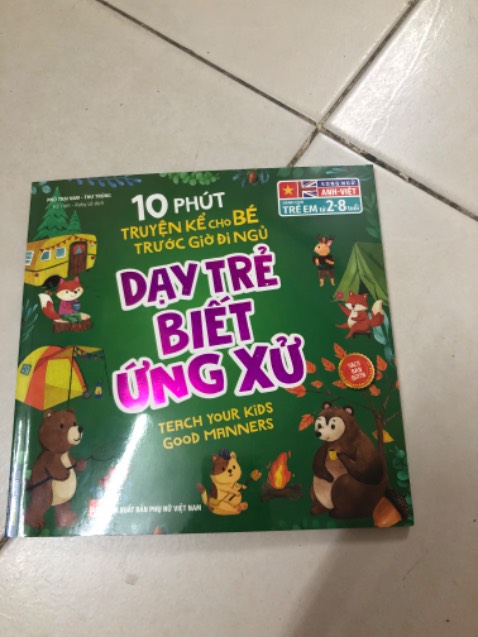 10 PHÚT
TRUYỆN KỂ CHO BÉ
TRƯỚC GIỜ ĐI NGỦ
SONG NGỮ
ANH-VIỆT
TRẺ EM từ 2-8 tuổi
DẠY TRẺ
BIẾT
ỨNG XỬ
TEACH YOUR KIDS
GOOD MANNERS
XUẤT BẢN PHỤ NỮ VIỆT NAM